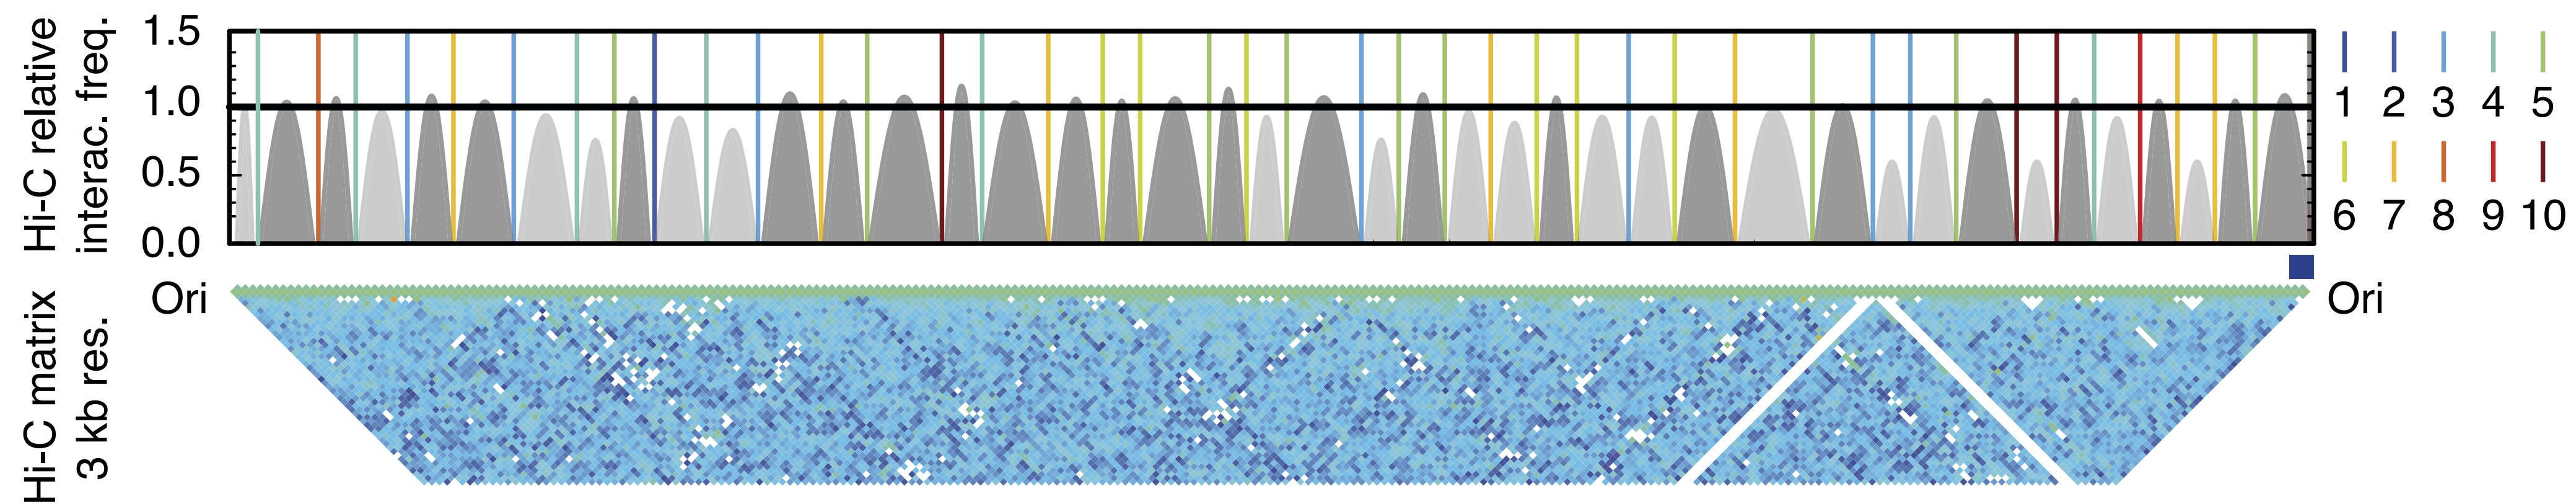 Hi-C relative
interac. freq.
1.5
1.0
0.5
0.0
1 2 3 4 5
6 7 8 9 10
Hi-C matrix
3 kb res.
Ori
Ori